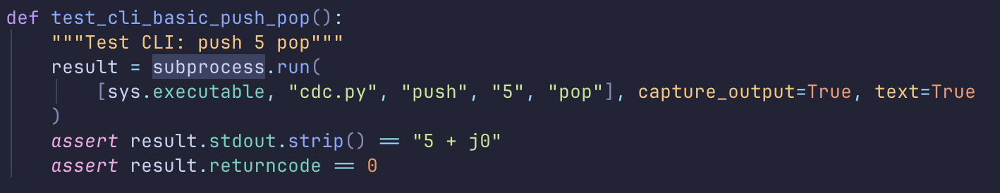 def test_cli_basic_push_pop():
    """Test CLI: push 5 pop"""
    result = subprocess.run(
        [sys.executable, "cdc.py", "push", "5", "pop"], capture_output=True, text=True
    )
    assert result.stdout.strip() == "5 + j0"
    assert result.returncode == 0